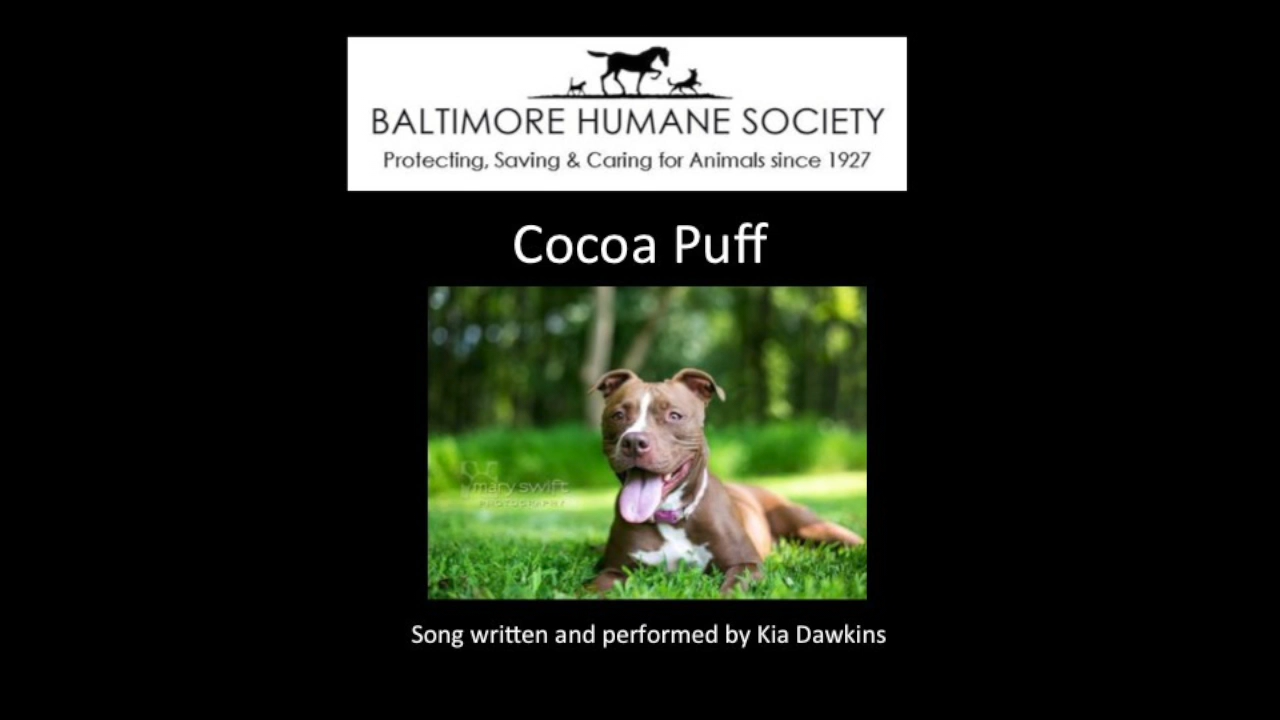 BALTIMORE HUMANE SOCIETY
Protecting, Saving & Caring for Animals since 1927
Cocoa Puff
mary swift
PHOTOGRAPHY
Song written and performed by Kia Dawkins